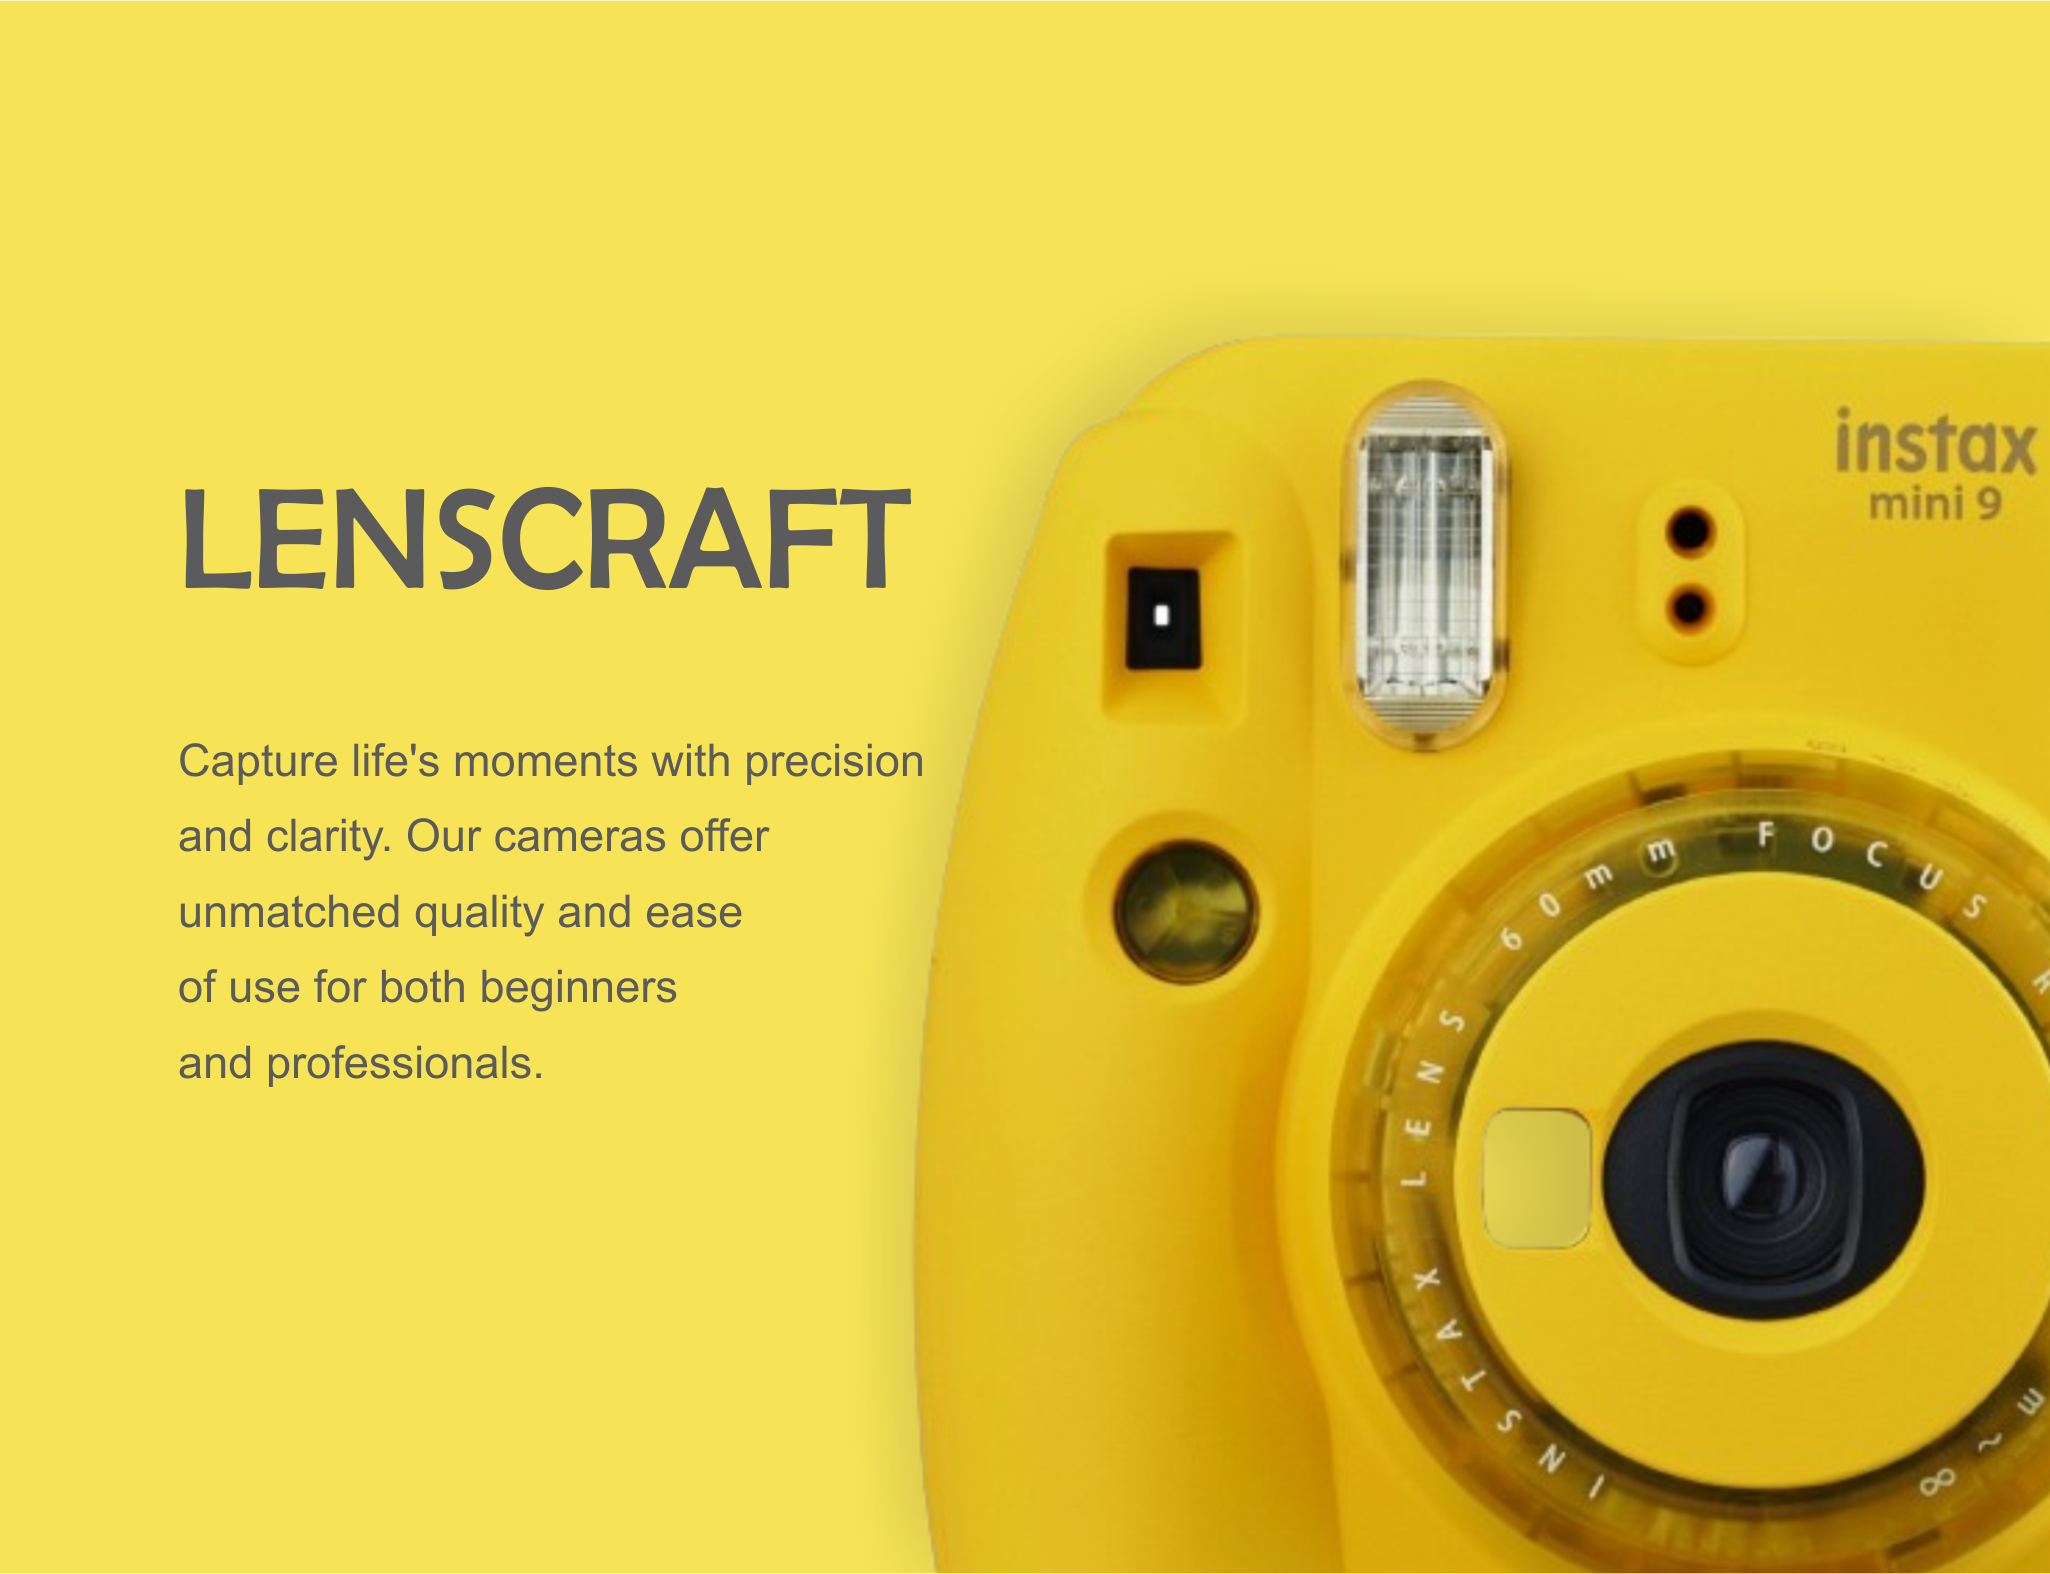 LENSCRAFT
Capture life's moments with precision
and clarity. Our cameras offer
unmatched quality and ease
of use for both beginners
and professionals.
instax
mini 9
INSTAX LENS 60mm FOCUS
m ~ ∞